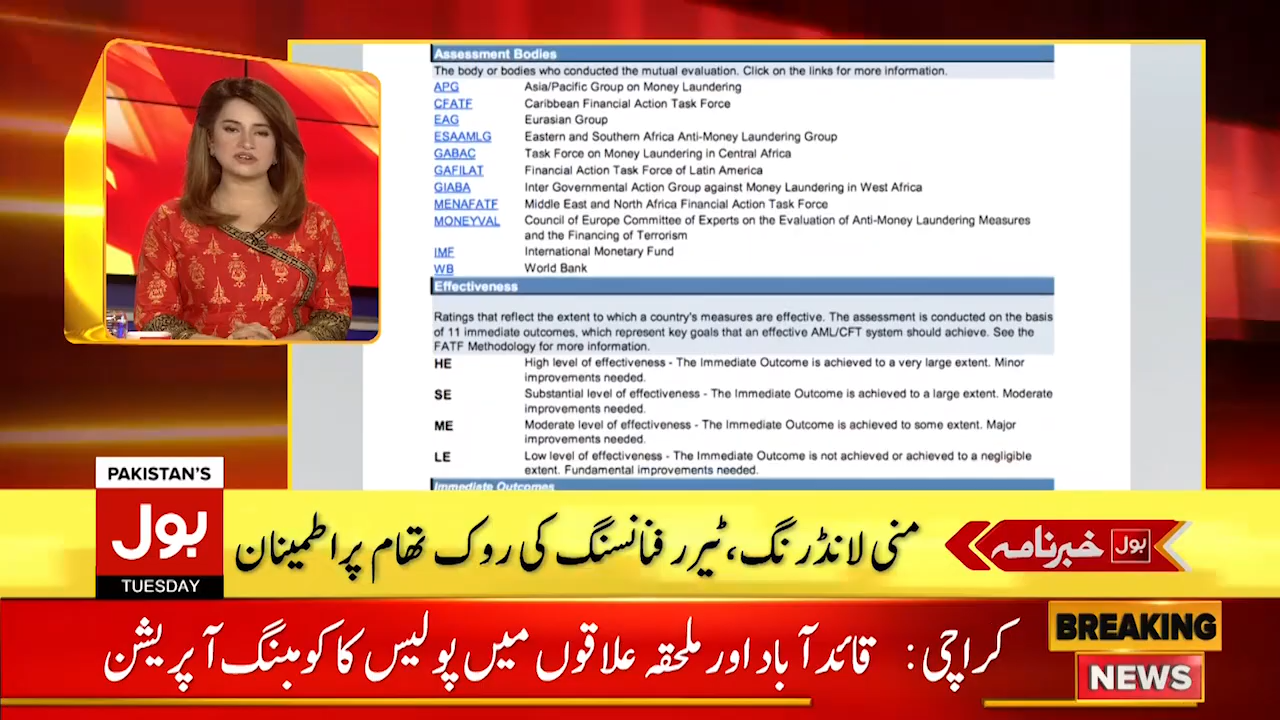 Assessment Bodies
The body or bodies who conducted the mutual evaluation. Click on the links for more information.
APG Asia/Pacific Group on Money Laundering
CFATF Caribbean Financial Action Task Force
EAG Eurasian Group
ESAAMLG Eastern and Southern Africa Anti-Money Laundering Group
GABAC Task Force on Money Laundering in Central Africa
GAFILAT Financial Action Task Force of Latin America
GIABA Inter Governmental Action Group against Money Laundering in West Africa
MENAFATF Middle East and North Africa Financial Action Task Force
MONEYVAL Council of Europe Committee of Experts on the Evaluation of Anti-Money Laundering Measures
and the Financing of Terrorism
IMF International Monetary Fund
WB World Bank
Effectiveness
Ratings that reflect the extent to which a country's measures are effective. The assessment is conducted on the basis
of 11 immediate outcomes, which represent key goals that an effective AML/CFT system should achieve. See the
FATF Methodology for more information.
HE High level of effectiveness - The Immediate Outcome is achieved to a very large extent. Minor
improvements needed.
SE Substantial level of effectiveness - The Immediate Outcome is achieved to a large extent. Moderate
improvements needed.
ME Moderate level of effectiveness - The Immediate Outcome is achieved to some extent. Major
improvements needed.
LE Low level of effectiveness - The Immediate Outcome is not achieved or achieved to a negligible
extent. Fundamental improvements needed.
Immediate Outcomes
PAKISTAN'S
بول
TUESDAY
بول خبرنامہ
منی لانڈرنگ، ٹیرر فنانسنگ کی روک تھام پر اطمینان
کراچی: قائد آباد اور ملحقہ علاقوں میں پولیس کا کومبنگ آپریشن
BREAKING
NEWS